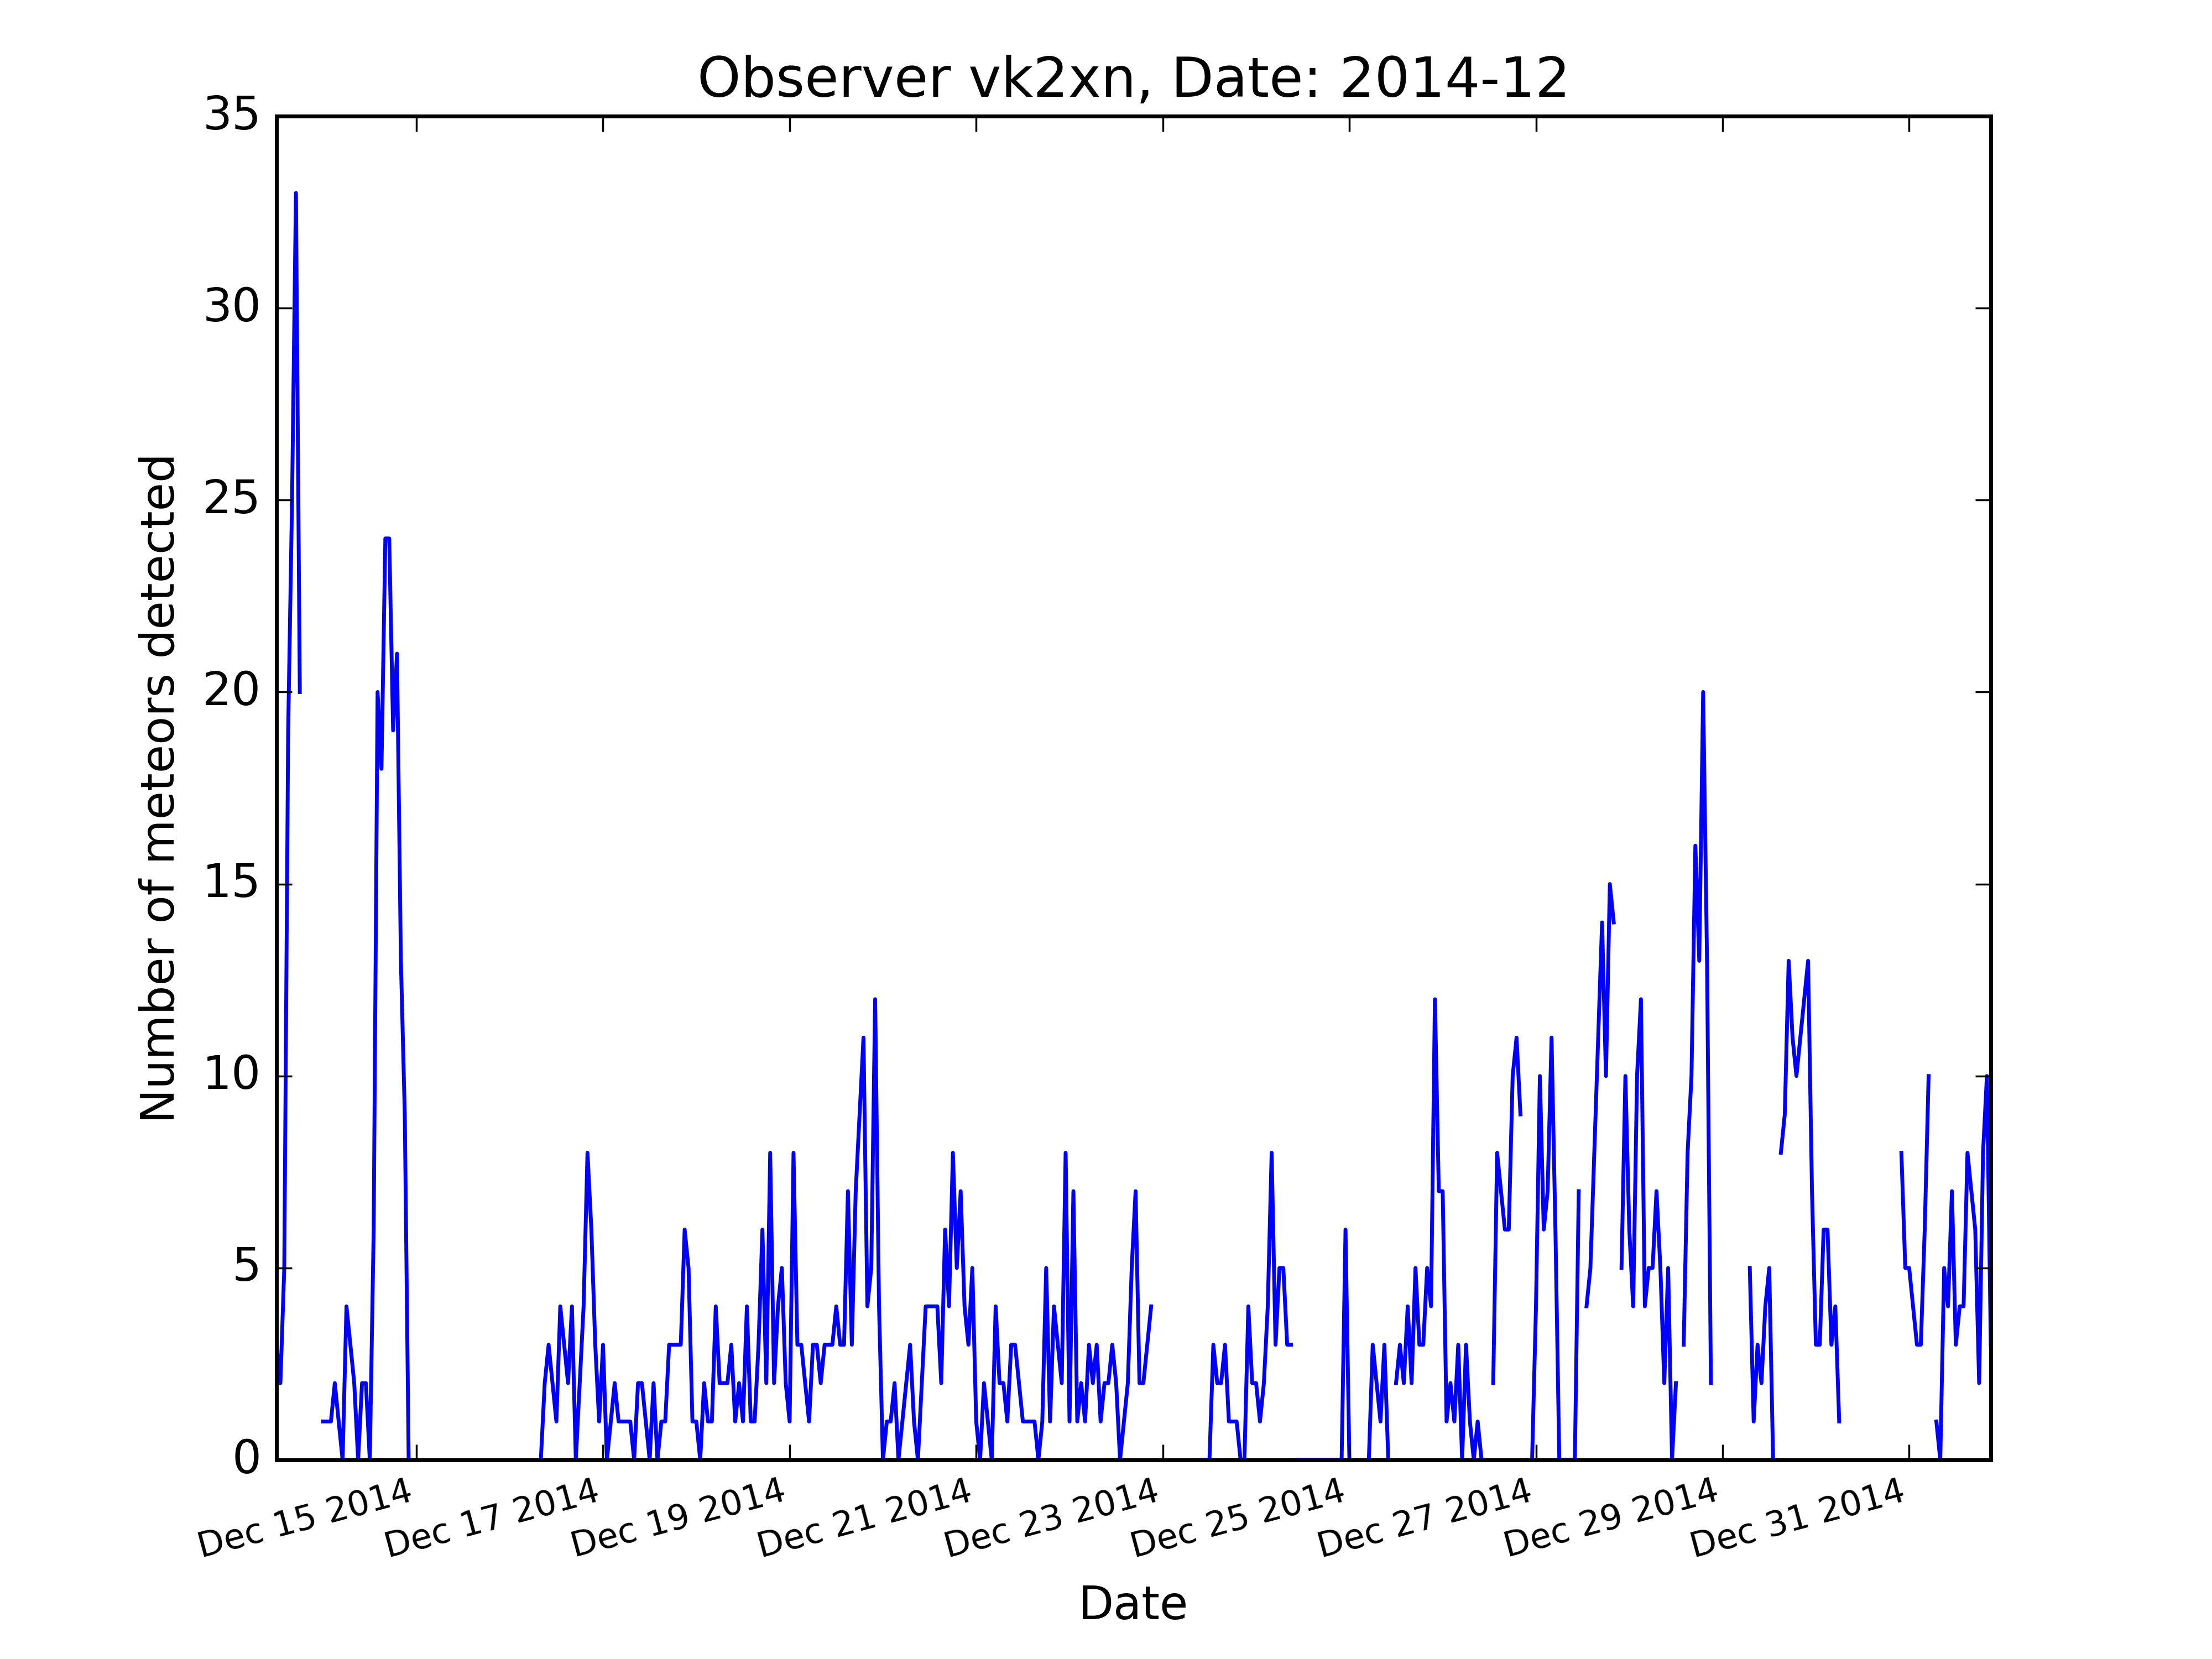 Observer vk2xn, Date: 2014-12
35
30
25
20
15
10
5
0
Number of meteors detected
Dec 15 2014
Dec 17 2014
Dec 19 2014
Dec 21 2014
Dec 23 2014
Dec 25 2014
Dec 27 2014
Dec 29 2014
Dec 31 2014
Date